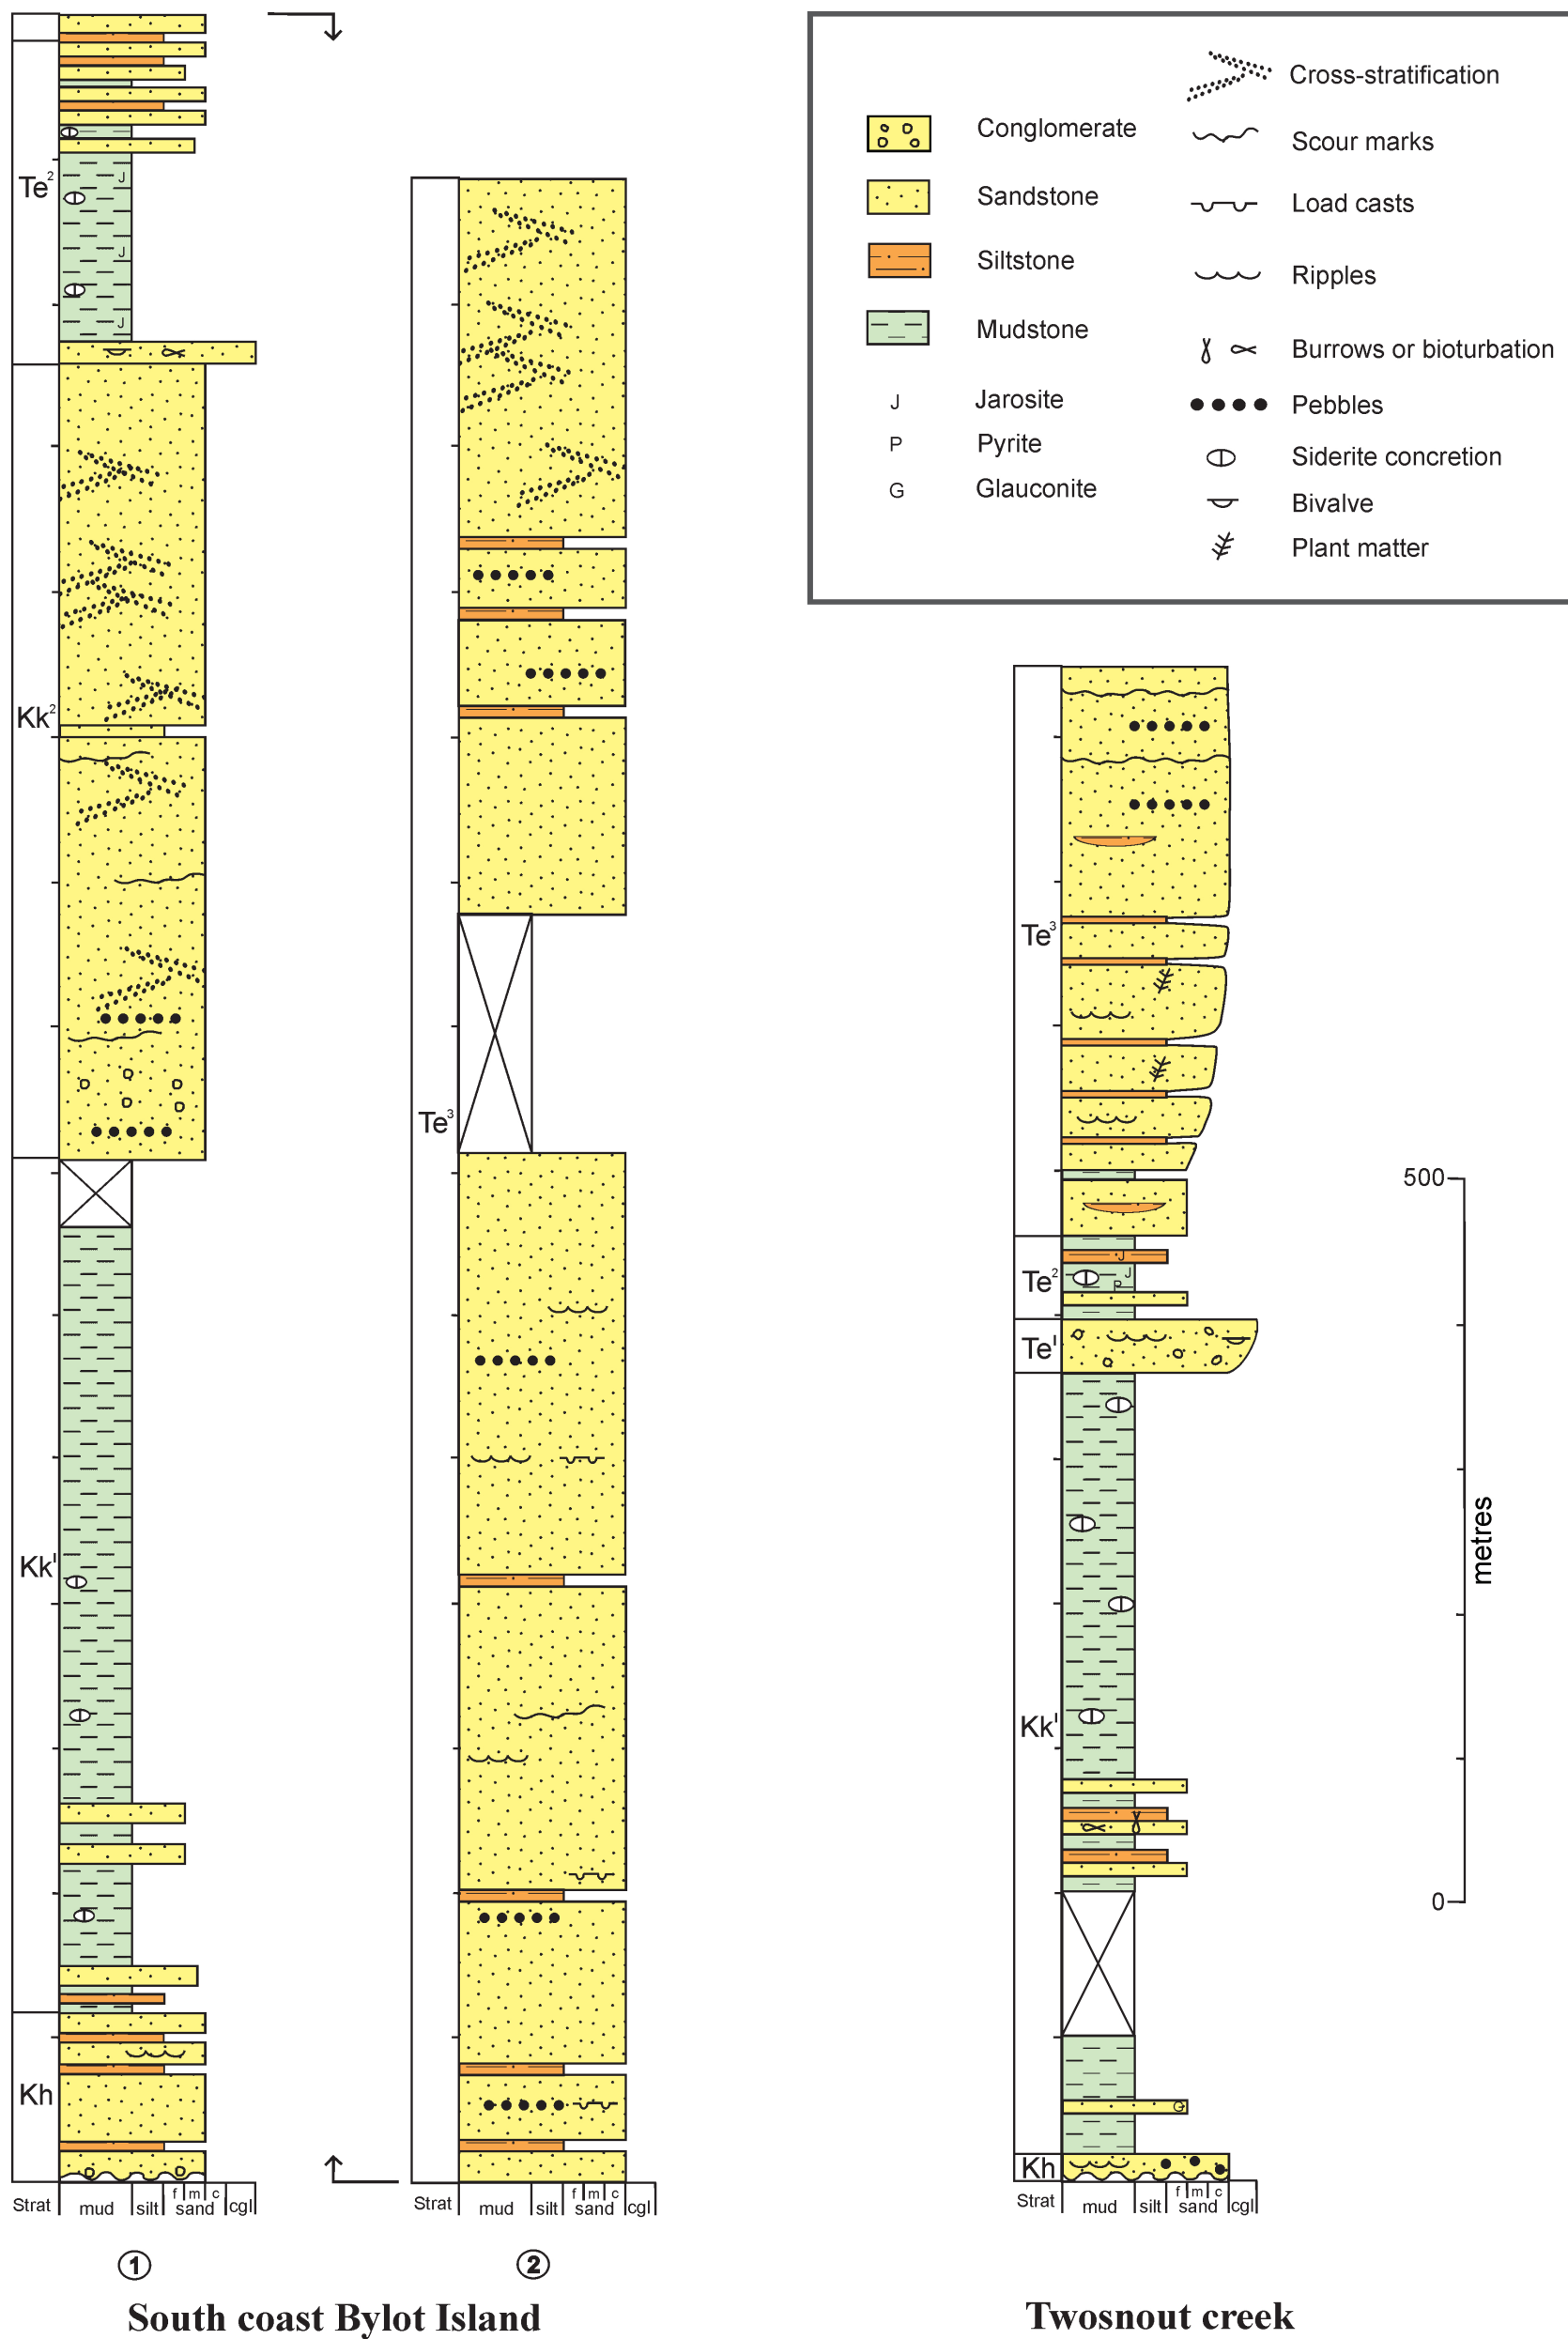 Cross-stratification
Conglomerate
Scour marks
Sandstone
Load casts
Siltstone
Ripples
Mudstone
Burrows or bioturbation
J Jarosite
Pebbles
P Pyrite
Siderite concretion
G Glauconite
Bivalve
Plant matter
Te²
J
J
J
Kk²
Kk¹
Kh
Strat mud silt f m c sand cgl
1
Te³
Strat mud silt f m c sand cgl
2
South coast Bylot Island
Te³
Te²
J
J
P
Te¹
Kk¹
G
Kh
Strat mud silt f m c sand cgl
Twosnout creek
500
metres
0